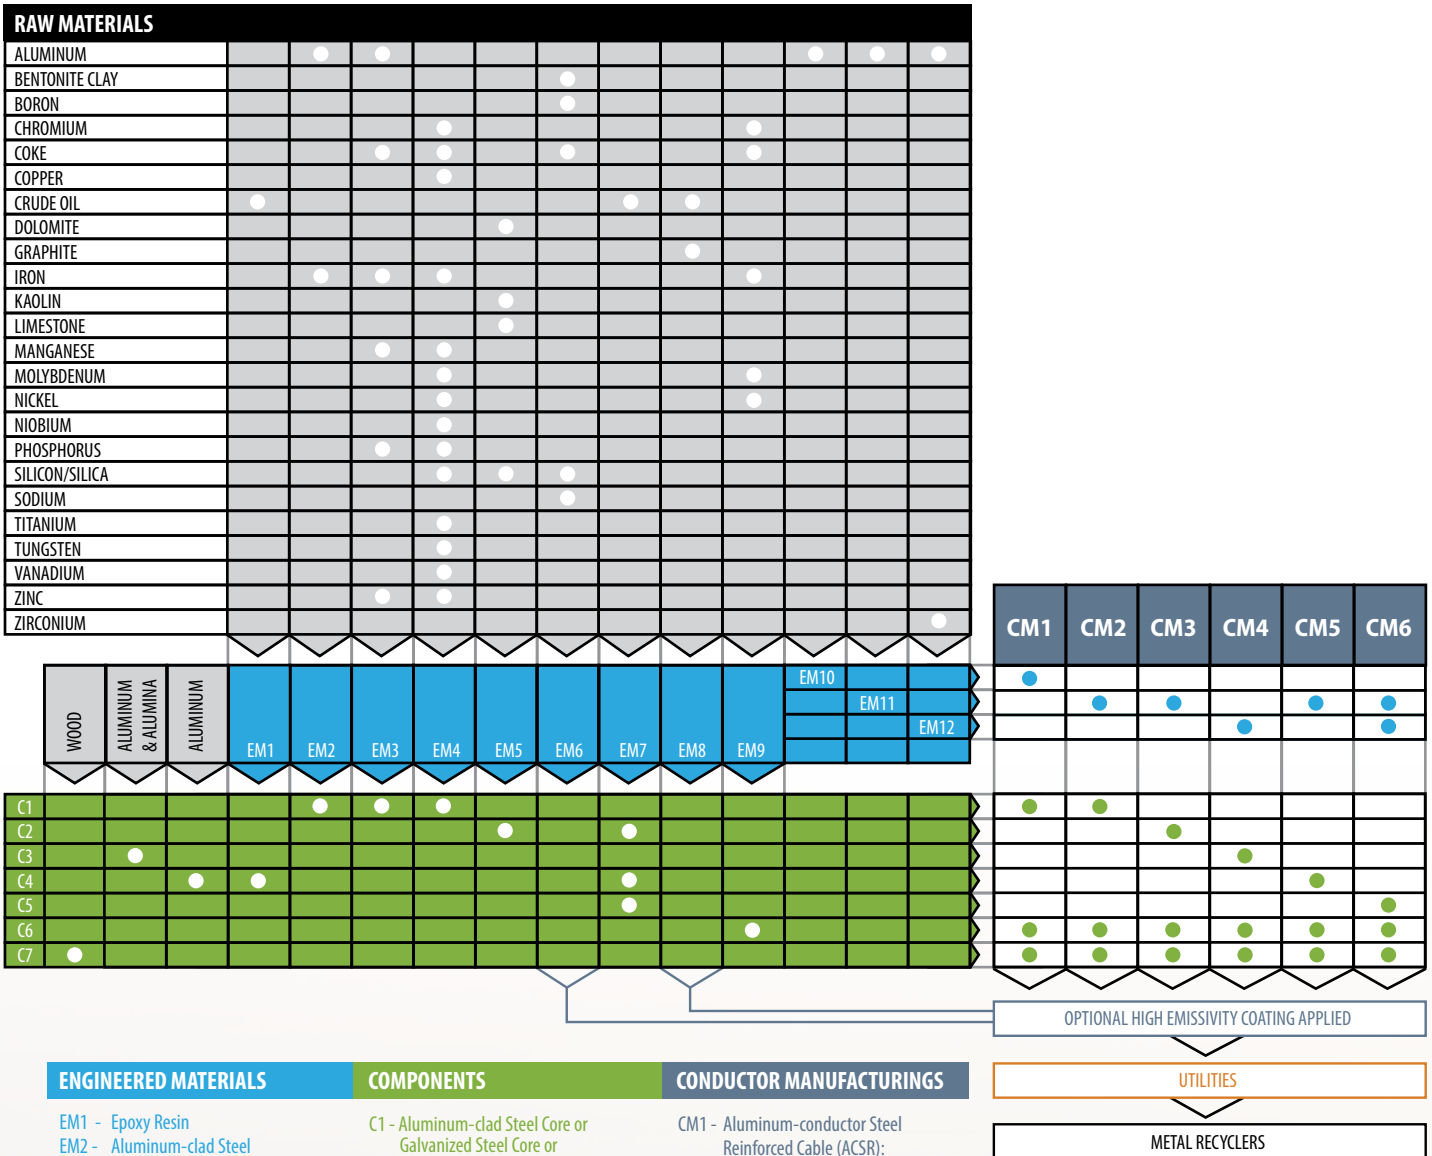 RAW MATERIALS
ALUMINUM
BENTONITE CLAY
BORON
CHROMIUM
COKE
COPPER
CRUDE OIL
DOLOMITE
GRAPHITE
IRON
KAOLIN
LIMESTONE
MANGANESE
MOLYBDENUM
NICKEL
NIOBIUM
PHOSPHORUS
SILICON/SILICA
SODIUM
TITANIUM
TUNGSTEN
VANADIUM
ZINC
ZIRCONIUM
CM1 CM2 CM3 CM4 CM5 CM6
WOOD
ALUMINUM
& ALUMINA
ALUMINUM
EM1 EM2 EM3 EM4 EM5 EM6 EM7 EM8 EM9
EM10
EM11
EM12
C1
C2
C3
C4
C5
C6
C7
OPTIONAL HIGH EMISSIVITY COATING APPLIED
UTILITIES
METAL RECYCLERS
ENGINEERED MATERIALS
EM1 - Epoxy Resin
EM2 - Aluminum-clad Steel
COMPONENTS
C1 - Aluminum-clad Steel Core or
Galvanized Steel Core or
CONDUCTOR MANUFACTURINGS
CM1 - Aluminum-conductor Steel
Reinforced Cable (ACSR):